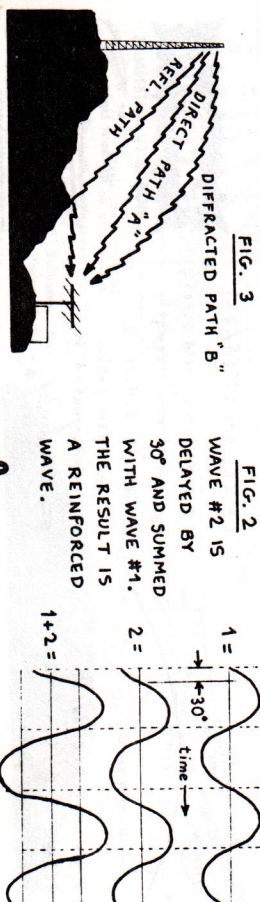 FIG. 3
DIFFRACTED PATH "B"
DIRECT PATH "A"
REFL. PATH
FIG. 2
WAVE #2 IS
DELAYED BY
30° AND SUMMED
WITH WAVE #1.
THE RESULT IS
A REINFORCED
WAVE.
1 =
30°
time
2 =
1+2 =